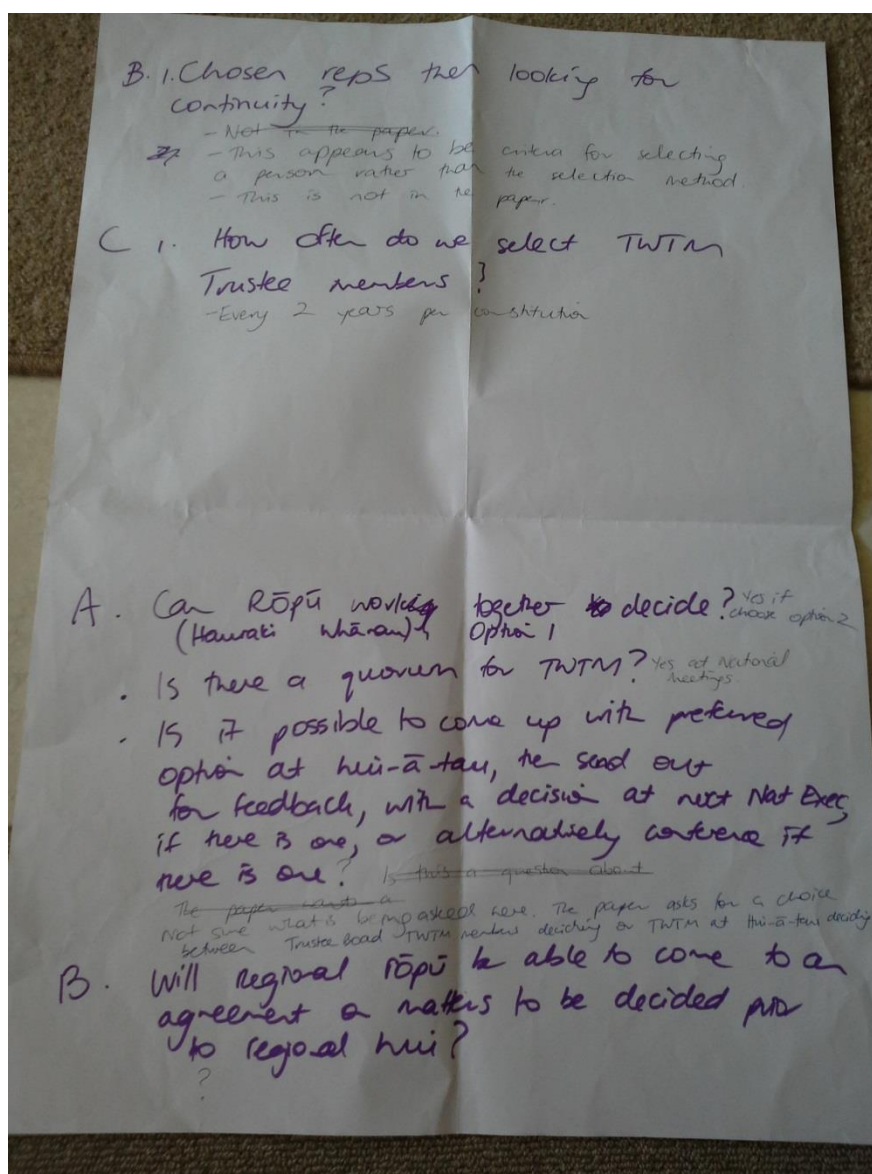 B. 1. Chosen reps then looking for
continuity?
- Not in the paper.
- This appears to be criteria for selecting
a person rather than the selection method.
- This is not in the paper.
C 1. How often do we select TWTM
Trustee members?
- Every 2 years per constitution
A. Can Rōpū working together to decide? Yes if
(Hauraki Whārau) Option 1 choose option 2
. Is there a quorum for TWTM? Yes at National
Meetings.
. Is it possible to come up with preferred
option at hui-ā-tau, then send out
for feedback, with a decision at next Nat Exec,
if there is one, or alternatively conference if
there is one? Is this a question about
The paper wants a
Not sure what is being asked here. The paper asks for a choice
between Trustee Board TWTM members deciding or TWTM at Hui-ā-tau deciding
B. Will regional rōpū be able to come to an
agreement on matters to be decided prior
to regional hui?
?